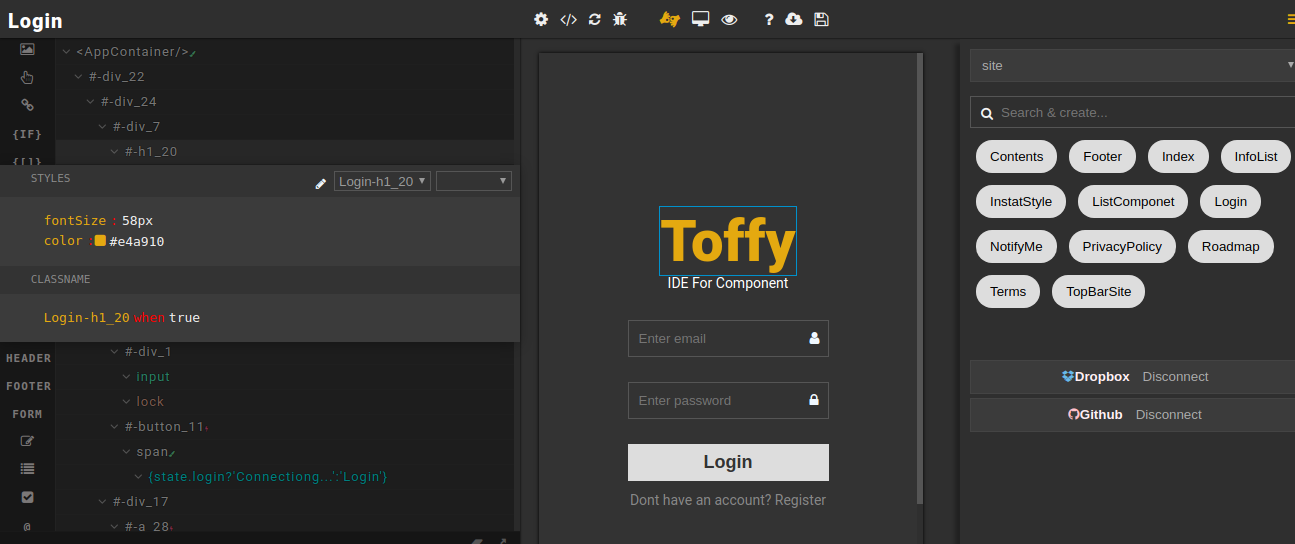 Login
</>
?
<AppContainer/>
#-div_22
#-div_24
#-div_7
{IF}
#-h1_20
{[]}
STYLES
Login-h1_20
fontSize : 58px
color : #e4a910
CLASSNAME
Login-h1_20 when true
HEADER
#-div_1
FOOTER
input
lock
FORM
#-button_11
span
{state.login?'Connectiong...':'Login'}
#-div_17
@
#-a_28
Toffy
IDE For Component
Enter email
Enter password
Login
Dont have an account? Register
site
Search & create...
Contents Footer Index InfoList
InstatStyle ListComponet Login
NotifyMe PrivacyPolicy Roadmap
Terms TopBarSite
Dropbox Disconnect
Github Disconnect